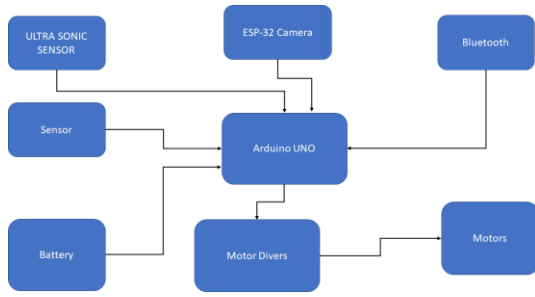 ULTRA SONIC
SENSOR
ESP-32 Camera
Bluetooth
Sensor
Arduino UNO
Battery
Motor Divers
Motors